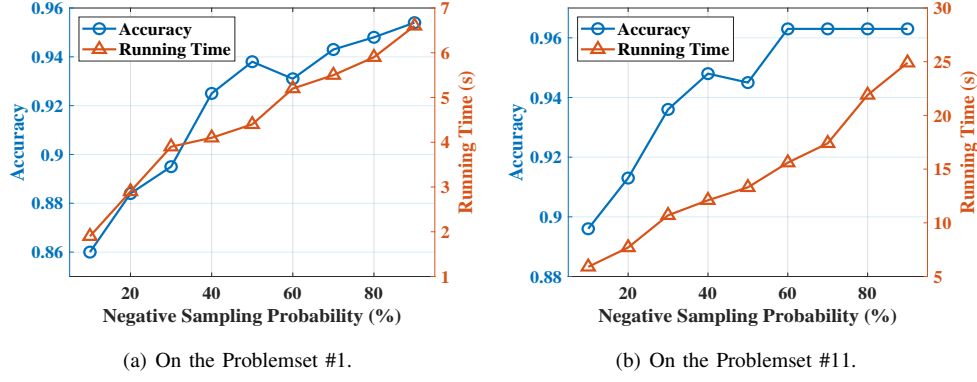 0.96
0.94
0.92
0.9
0.88
0.86
Accuracy
Accuracy
Running Time
7
6
5
4
3
2
1
Running Time (s)
20 40 60 80
Negative Sampling Probability (%)
(a) On the Problemset #1.
0.96
0.94
0.92
0.9
0.88
Accuracy
Accuracy
Running Time
30
25
20
15
10
5
Running Time (s)
20 40 60 80
Negative Sampling Probability (%)
(b) On the Problemset #11.